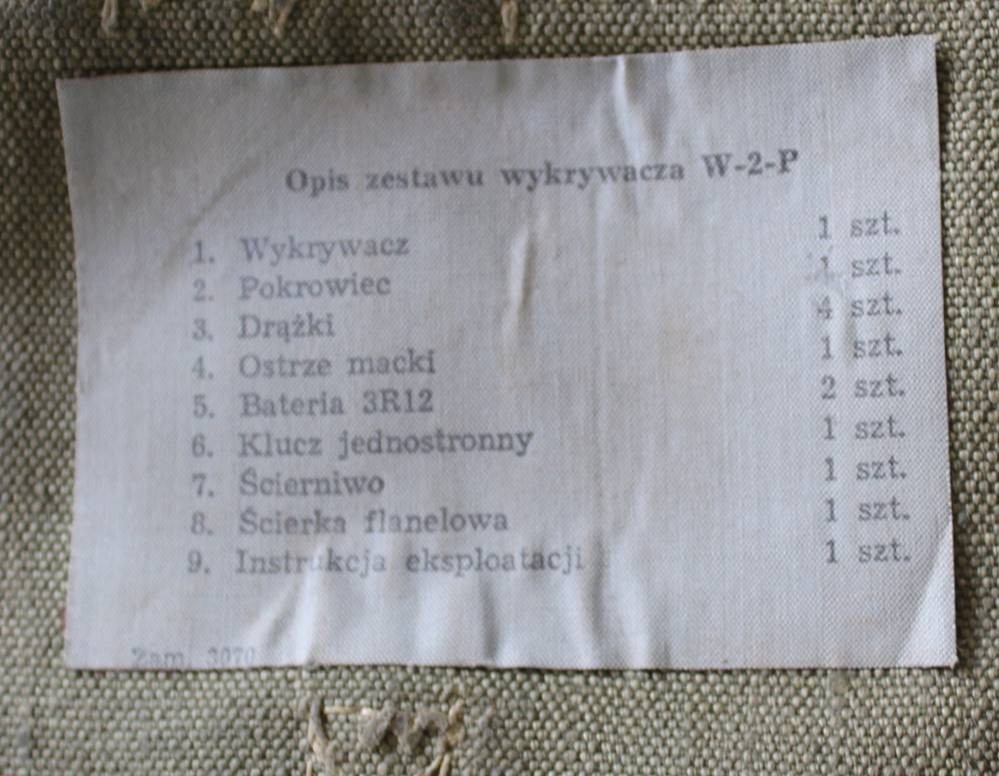 Opis zestawu wykrywacza W-2-P
1. Wykrywacz 1 szt.
2. Pokrowiec 1 szt.
3. Drążki 4 szt.
4. Ostrze macki 1 szt.
5. Bateria 3R12 2 szt.
6. Klucz jednostronny 1 szt.
7. Ścierniwo 1 szt.
8. Ścierka flanelowa 1 szt.
9. Instrukcja eksploatacji 1 szt.
Zam. 3070